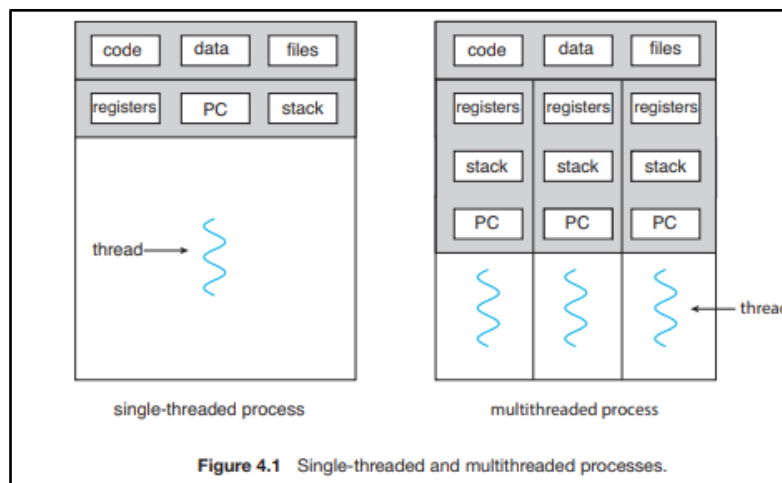 code data files
registers PC stack
thread
single-threaded process
code data files
registers registers registers
stack stack stack
PC PC PC
thread
multithreaded process
Figure 4.1 Single-threaded and multithreaded processes.